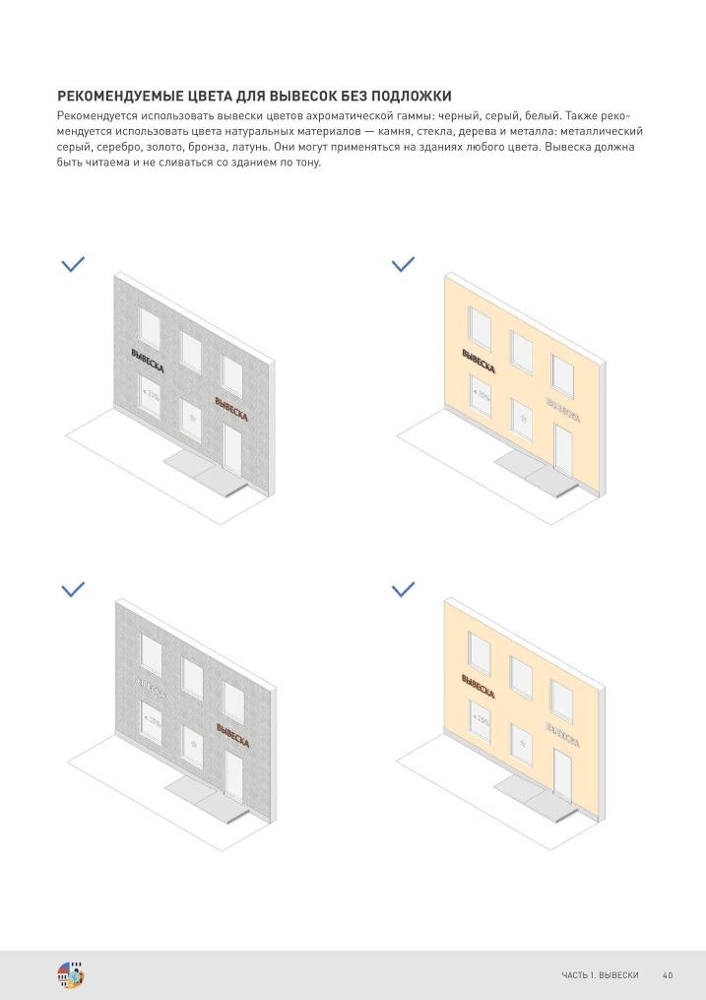 РЕКОМЕНДУЕМЫЕ ЦВЕТА ДЛЯ ВЫВЕСОК БЕЗ ПОДЛОЖКИ
Рекомендуется использовать вывески цветов ахроматической гаммы: черный, серый, белый. Также реко-
мендуется использовать цвета натуральных материалов — камня, стекла, дерева и металла: металлический
серый, серебро, золото, бронза, латунь. Они могут применяться на зданиях любого цвета. Вывеска должна
быть читаема и не сливаться со зданием по тону.
ВЫВЕСКА
ВЫВЕСКА
ВЫВЕСКА
ВЫВЕСКА
ВЫВЕСКА
ВЫВЕСКА
ВЫВЕСКА
ВЫВЕСКА
ЧАСТЬ 1. ВЫВЕСКИ 40